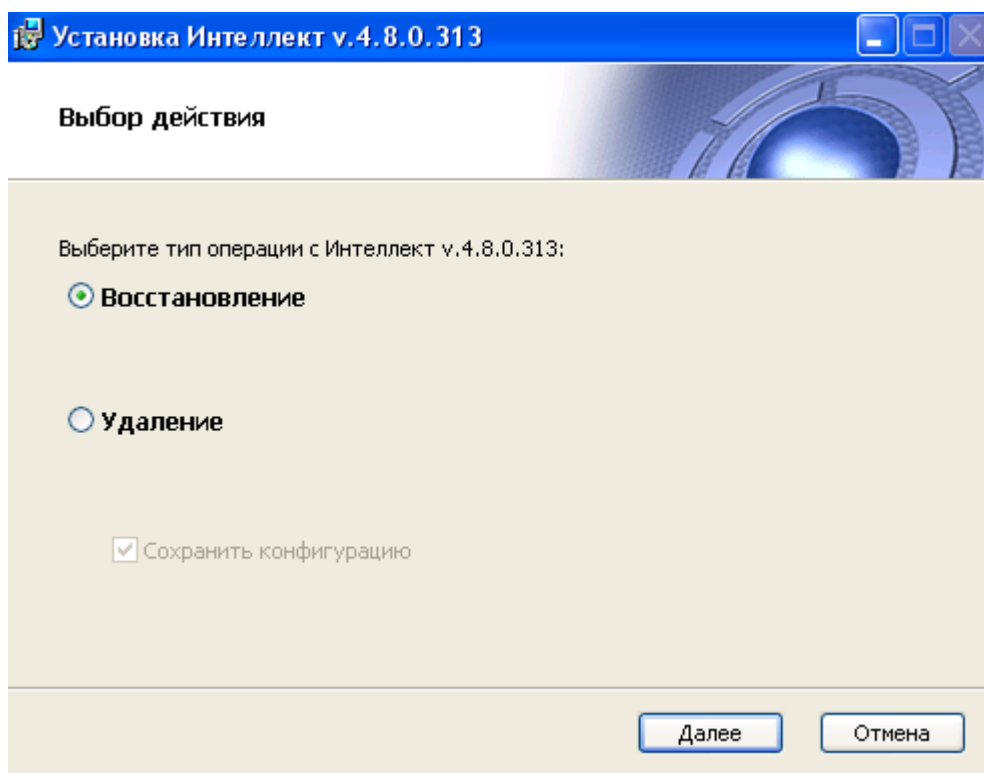 Установка Интеллект v.4.8.0.313
Выбор действия
Выберите тип операции с Интеллект v.4.8.0.313:
Восстановление
Удаление
Сохранить конфигурацию
Далее
Отмена